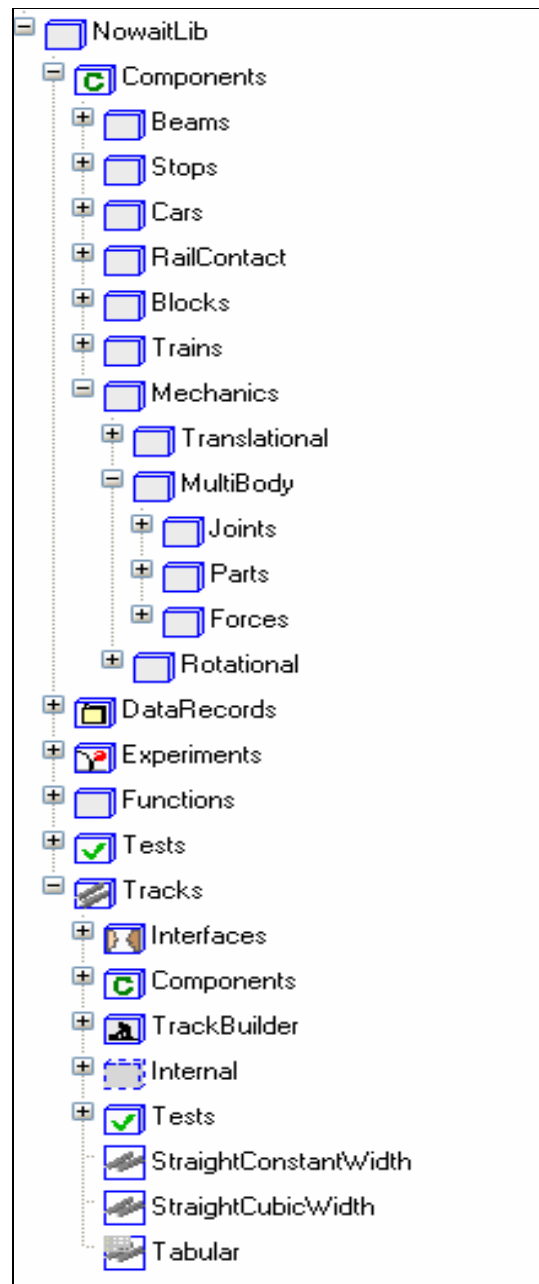 NowaitLib
Components
Beams
Stops
Cars
RailContact
Blocks
Trains
Mechanics
Translational
MultiBody
Joints
Parts
Forces
Rotational
DataRecords
Experiments
Functions
Tests
Tracks
Interfaces
Components
TrackBuilder
Internal
Tests
StraightConstantWidth
StraightCubicWidth
Tabular